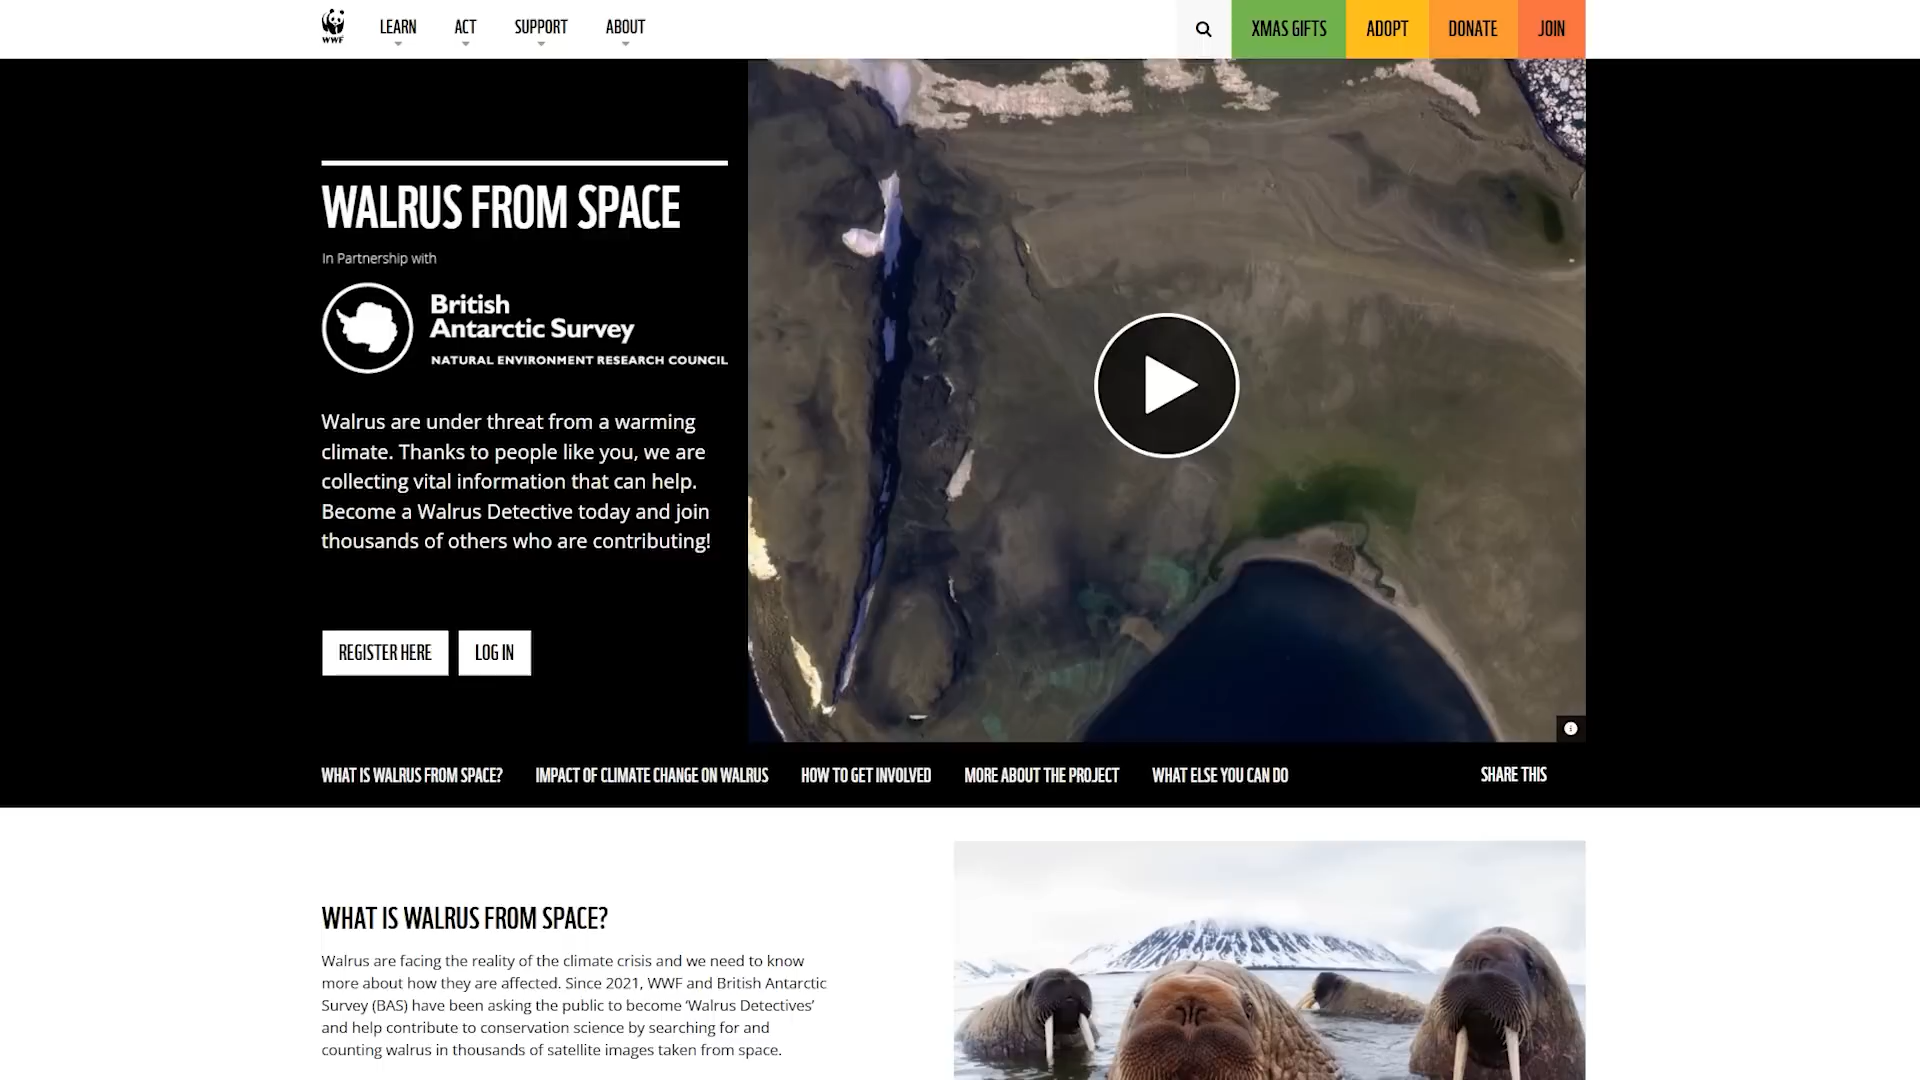 WWF
LEARN
ACT
SUPPORT
ABOUT
XMAS GIFTS
ADOPT
DONATE
JOIN
WALRUS FROM SPACE
In Partnership with
British
Antarctic Survey
NATURAL ENVIRONMENT RESEARCH COUNCIL
Walrus are under threat from a warming
climate. Thanks to people like you, we are
collecting vital information that can help.
Become a Walrus Detective today and join
thousands of others who are contributing!
REGISTER HERE
LOG IN
WHAT IS WALRUS FROM SPACE?
IMPACT OF CLIMATE CHANGE ON WALRUS
HOW TO GET INVOLVED
MORE ABOUT THE PROJECT
WHAT ELSE YOU CAN DO
SHARE THIS
WHAT IS WALRUS FROM SPACE?
Walrus are facing the reality of the climate crisis and we need to know
more about how they are affected. Since 2021, WWF and British Antarctic
Survey (BAS) have been asking the public to become ‘Walrus Detectives’
and help contribute to conservation science by searching for and
counting walrus in thousands of satellite images taken from space.